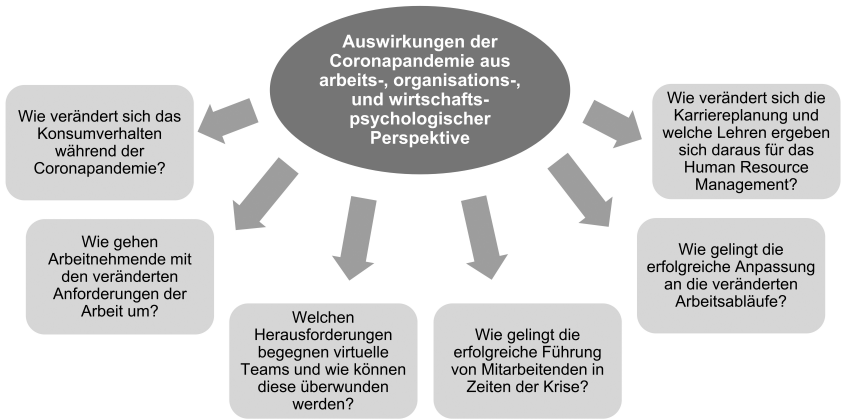 Auswirkungen der
Coronapandemie aus
arbeits-, organisations-,
und wirtschafts-
psychologischer
Perspektive
Wie verändert sich das
Konsumverhalten
während der
Coronapandemie?
Wie gehen
Arbeitnehmende mit
den veränderten
Anforderungen der
Arbeit um?
Welchen
Herausforderungen
begegnen virtuelle
Teams und wie können
diese überwunden
werden?
Wie gelingt die
erfolgreiche Führung
von Mitarbeitenden in
Zeiten der Krise?
Wie gelingt die
erfolgreiche Anpassung
an die veränderten
Arbeitsabläufe?
Wie verändert sich die
Karriereplanung und
welche Lehren ergeben
sich daraus für das
Human Resource
Management?